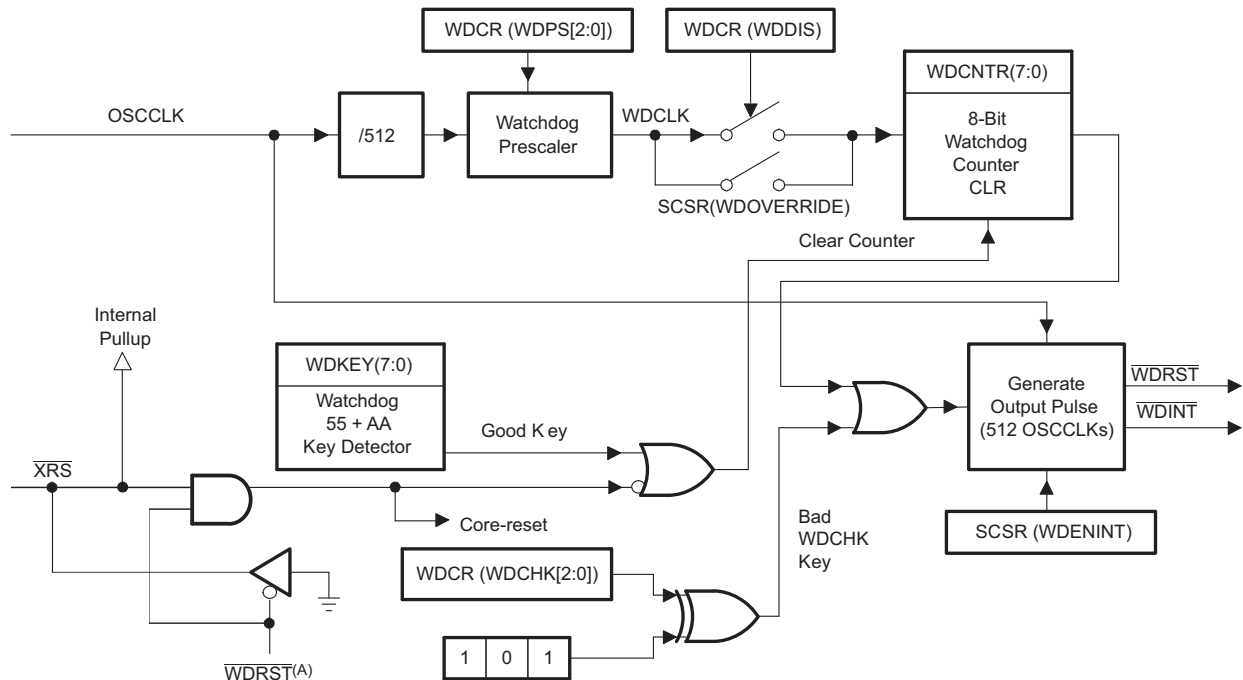 WDCR (WDPS[2:0])
WDCR (WDDIS)
WDCNTR(7:0)
OSCCLK
/512
Watchdog
Prescaler
WDCLK
8-Bit
Watchdog
Counter
CLR
SCSR(WDOVERRIDE)
Clear Counter
Internal
Pullup
WDKEY(7:0)
Watchdog
55 + AA
Key Detector
Good Key
Generate
Output Pulse
(512 OSCCLKs)
WDRST
WDINT
XRS
Core-reset
Bad
WDCHK
Key
SCSR (WDENINT)
WDCR (WDCHK[2:0])
1 0 1
WDRST(A)